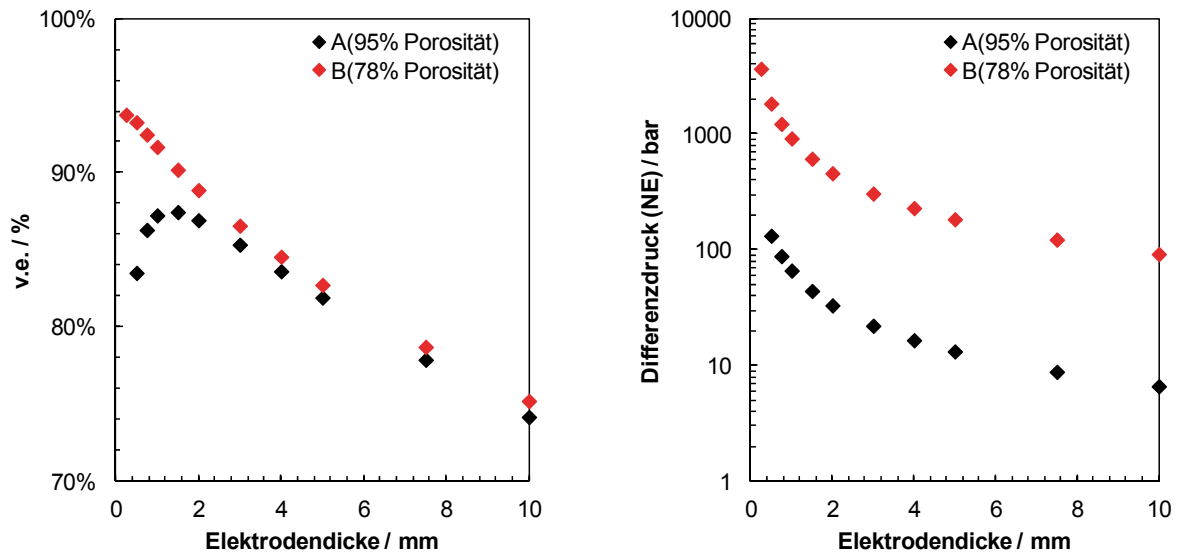 100%
90%
80%
70%
v.e. / %
A(95% Porosität)
B(78% Porosität)
0 2 4 6 8 10
Elektrodendicke / mm
10000
1000
100
10
1
Differenzdruck (NE) / bar
A(95% Porosität)
B(78% Porosität)
0 2 4 6 8 10
Elektrodendicke / mm